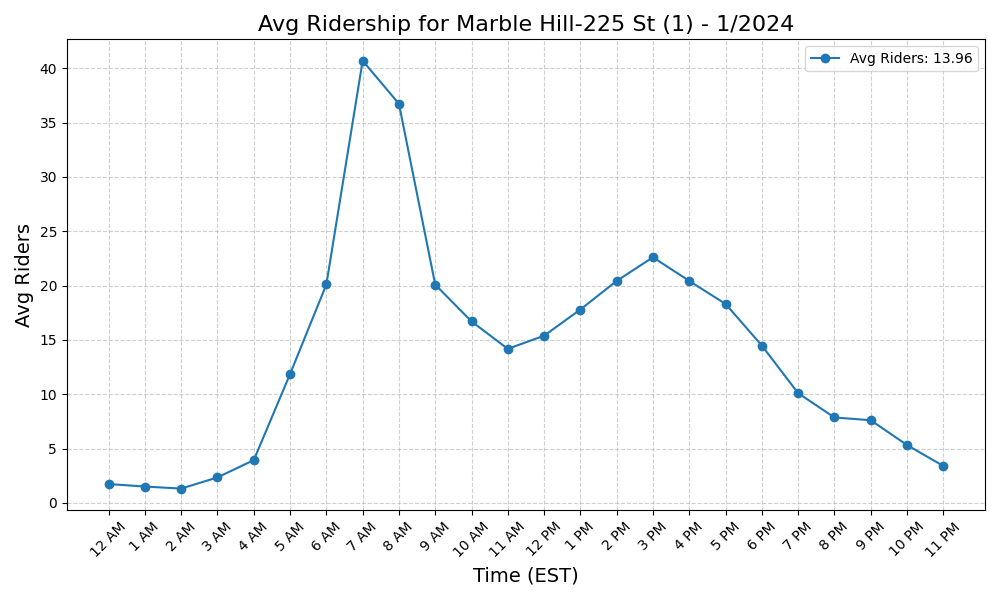 Avg Ridership for Marble Hill-225 St (1) - 1/2024
Avg Riders: 13.96
Avg Riders
40
35
30
25
20
15
10
5
0
12 AM
1 AM
2 AM
3 AM
4 AM
5 AM
6 AM
7 AM
8 AM
9 AM
10 AM
11 AM
12 PM
1 PM
2 PM
3 PM
4 PM
5 PM
6 PM
7 PM
8 PM
9 PM
10 PM
11 PM
Time (EST)